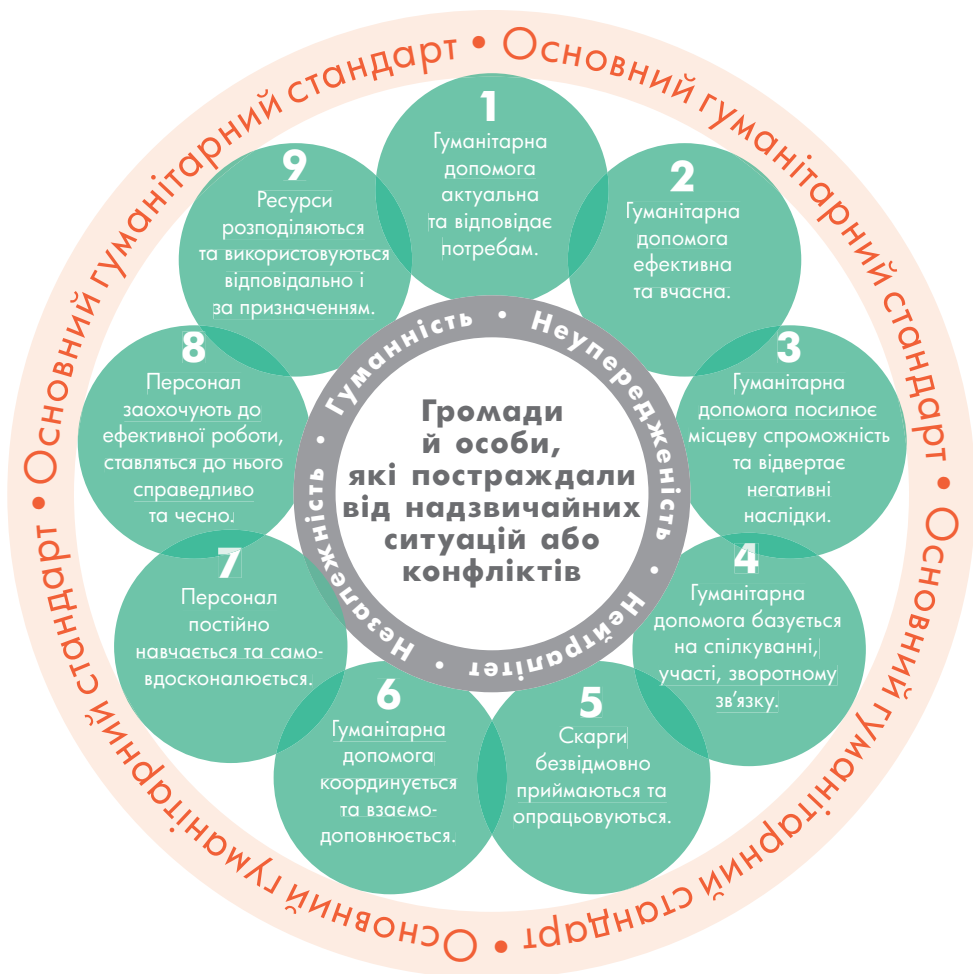 Основний гуманітарний стандарт • Основний гуманітарний стандарт • Основний гуманітарний стандарт • Основний гуманітарний стандарт •
1
Гуманітарна
допомога
актуальна
та відповідає
потребам.
2
Гуманітарна
допомога
ефективна
та вчасна.
3
Гуманітарна
допомога посилює
місцеву спроможність
та відвертає
негативні
наслідки.
4
Гуманітарна
допомога базується
на спілкуванні,
участі, зворотному
зв’язку.
5
Скарги
безвідмовно
приймаються та
опрацьовуються.
6
Гуманітарна
допомога
координується
та взаємо-
доповнюється.
7
Персонал
постійно
навчається та само-
вдосконалюється.
8
Персонал
заохочують до
ефективної роботи,
ставляться до нього
справедливо
та чесно.
9
Ресурси
розподіляються
та використовуються
відповідально і
за призначенням.
Гуманність • Неупередженість • Нейтралітет • Незалежність •
Громади
й особи,
які постраждали
від надзвичайних
ситуацій або
конфліктів